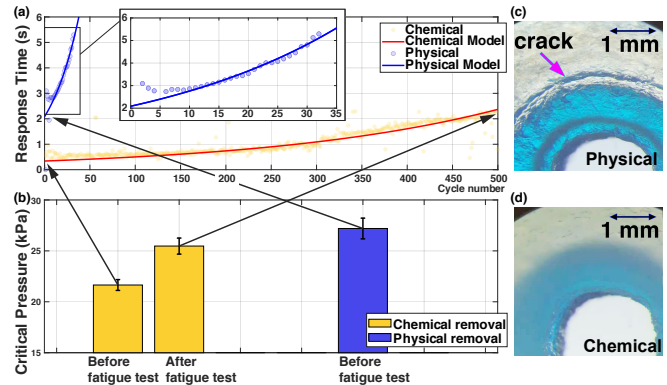 (a)
Response Time (s)
6
5
4
3
2
1
0
6
5
4
3
2
0 5 10 15 20 25 30 35
Chemical
Chemical Model
Physical
Physical Model
0 50 100 150 200 250 300 350 400 450 500
Cycle number
(b)
Critical Pressure (kPa)
30
25
20
15
Chemical removal
Physical removal
Before
fatigue test
After
fatigue test
Before
fatigue test
(c)
1 mm
crack
Physical
(d)
1 mm
Chemical